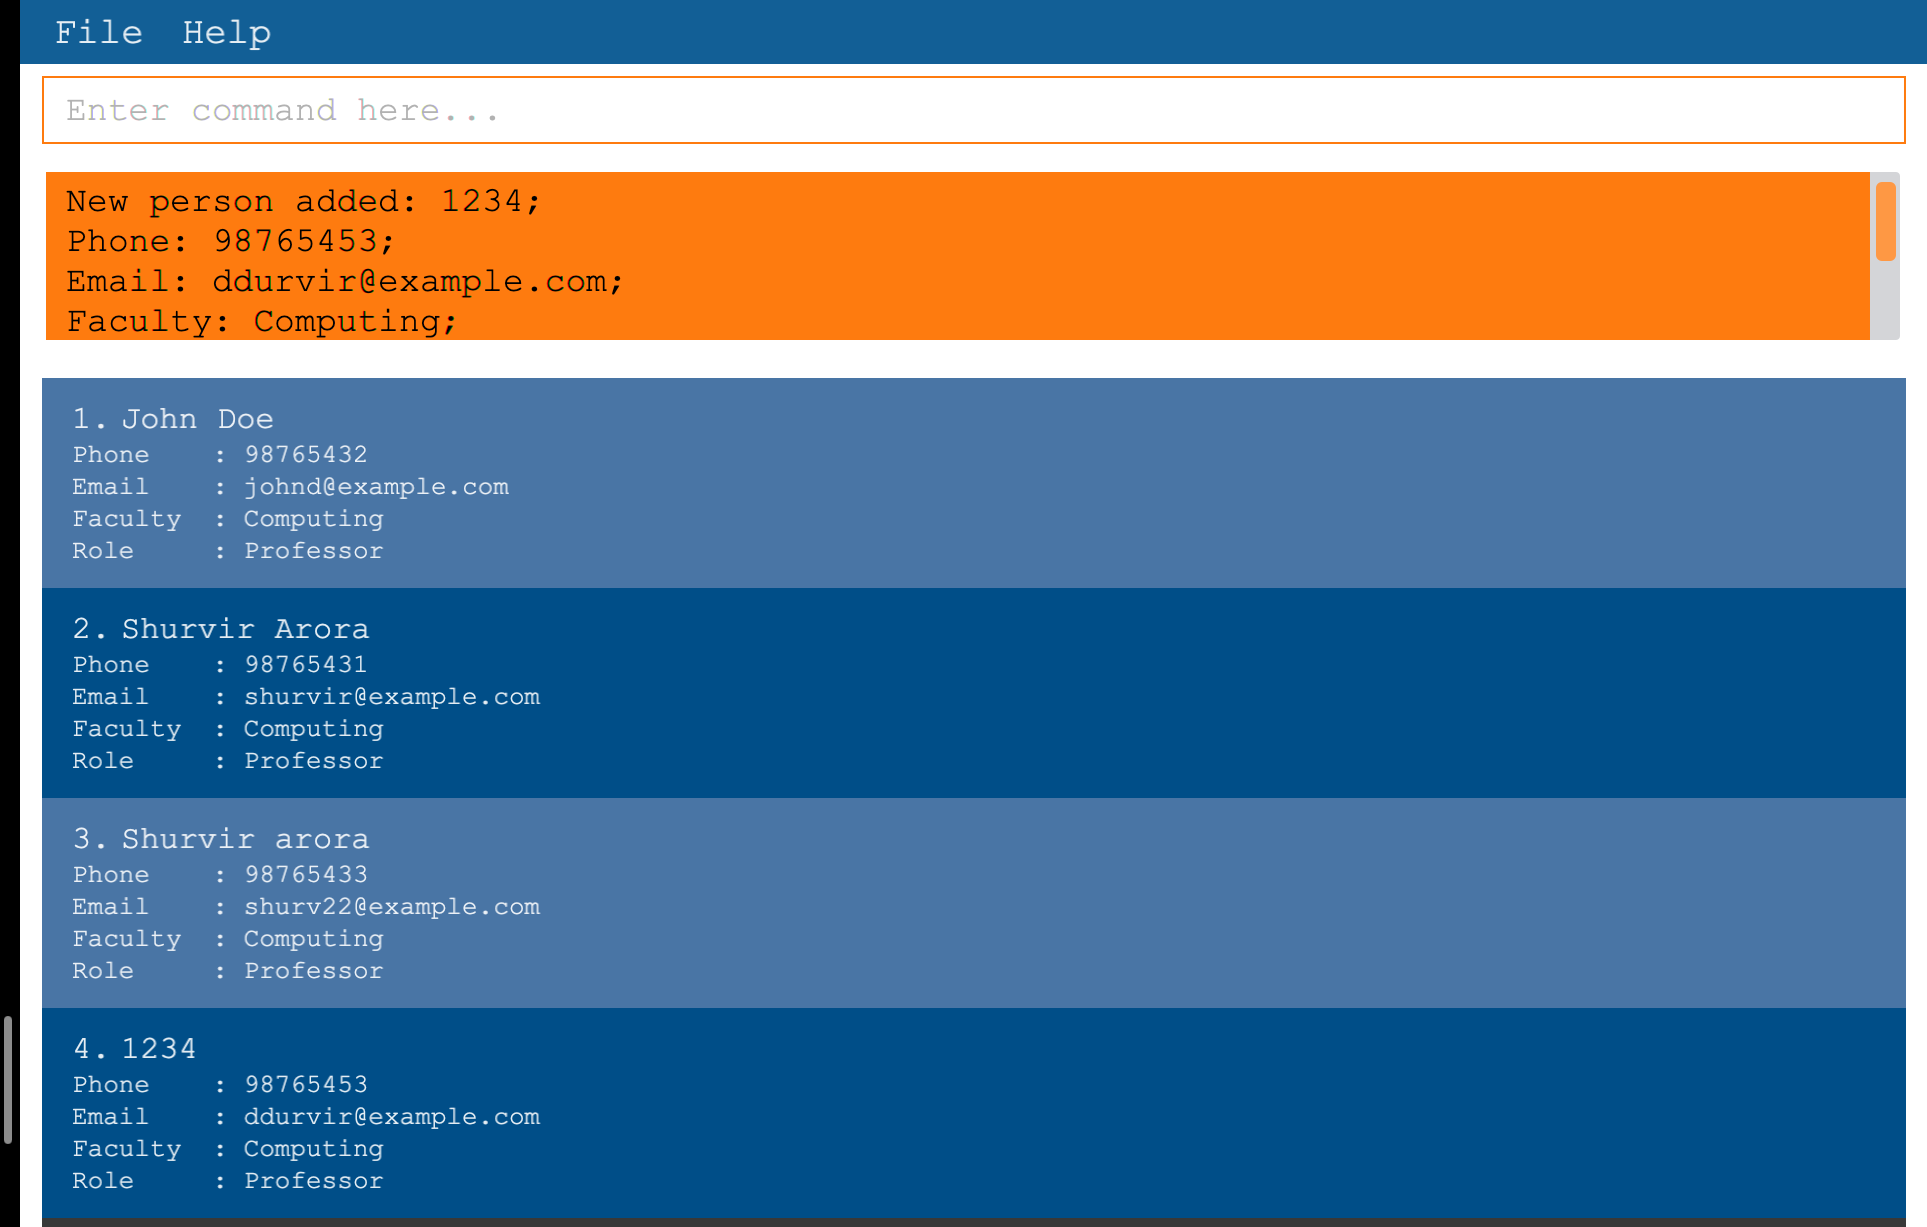 File Help
Enter command here...
New person added: 1234;
Phone: 98765453;
Email: ddurvir@example.com;
Faculty: Computing;
1. John Doe
Phone : 98765432
Email : johnd@example.com
Faculty : Computing
Role : Professor
2. Shurvir Arora
Phone : 98765431
Email : shurvir@example.com
Faculty : Computing
Role : Professor
3. Shurvir arora
Phone : 98765433
Email : shurv22@example.com
Faculty : Computing
Role : Professor
4. 1234
Phone : 98765453
Email : ddurvir@example.com
Faculty : Computing
Role : Professor